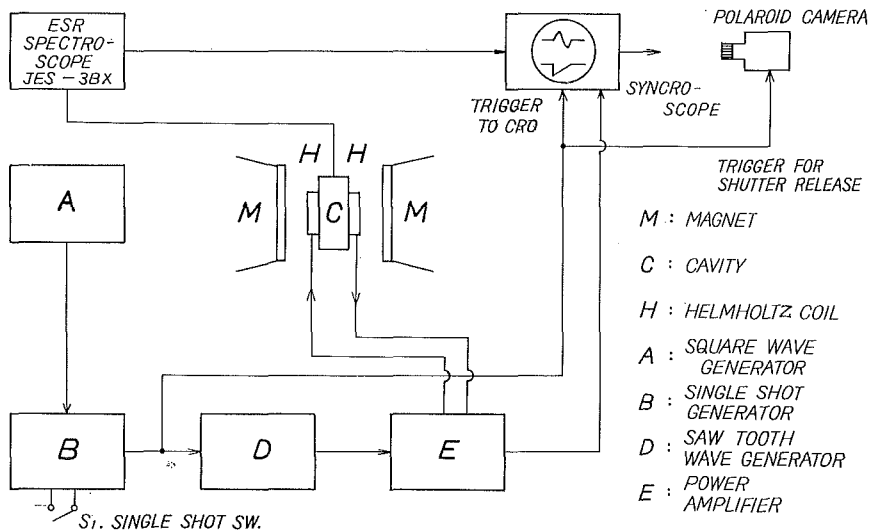 ESR
SPECTRO-
SCOPE
JES-3BX
POLAROID CAMERA
TRIGGER
TO CRO
SYNCRO-
SCOPE
TRIGGER FOR
SHUTTER RELEASE
H H
A
M C M
M : MAGNET
C : CAVITY
H : HELMHOLTZ COIL
A : SQUARE WAVE
GENERATOR
B : SINGLE SHOT
GENERATOR
D : SAW TOOTH
WAVE GENERATOR
E : POWER
AMPLIFIER
B D E
S1. SINGLE SHOT SW.